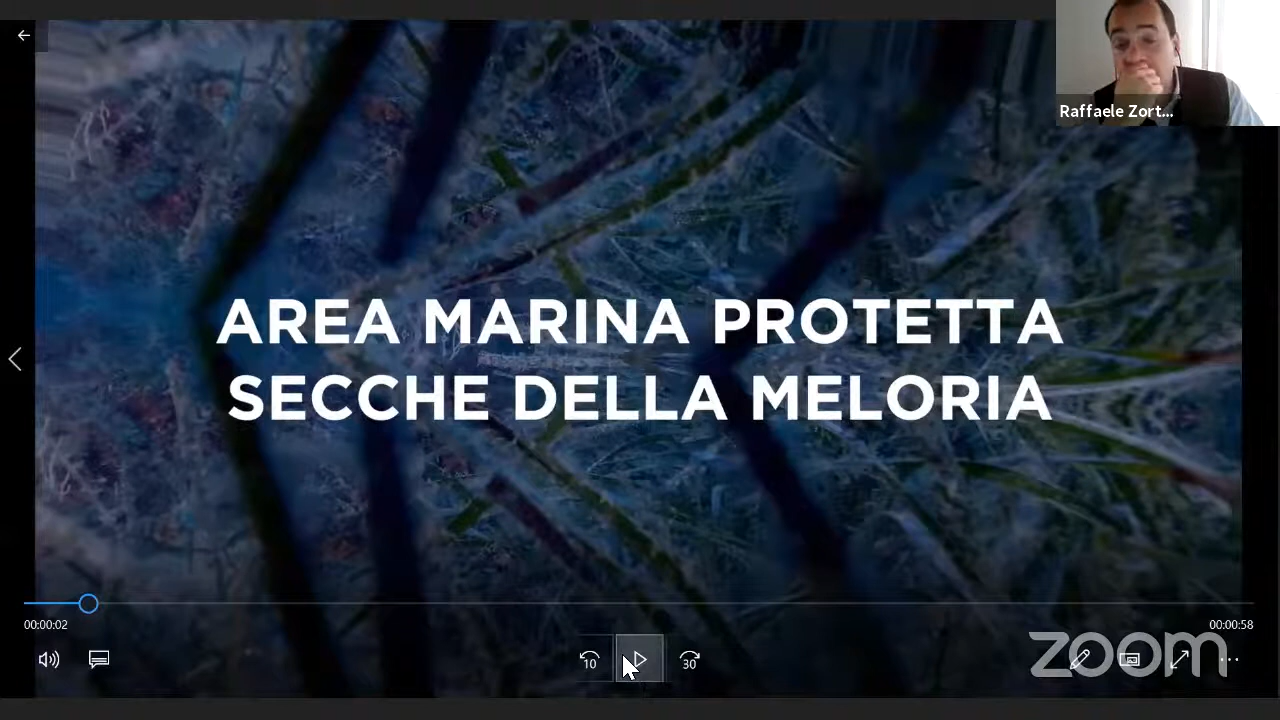 Raffaele Zort...
AREA MARINA PROTETTA
SECCHE DELLA MELORIA
00:00:02
00:00:58
10
30
zoom